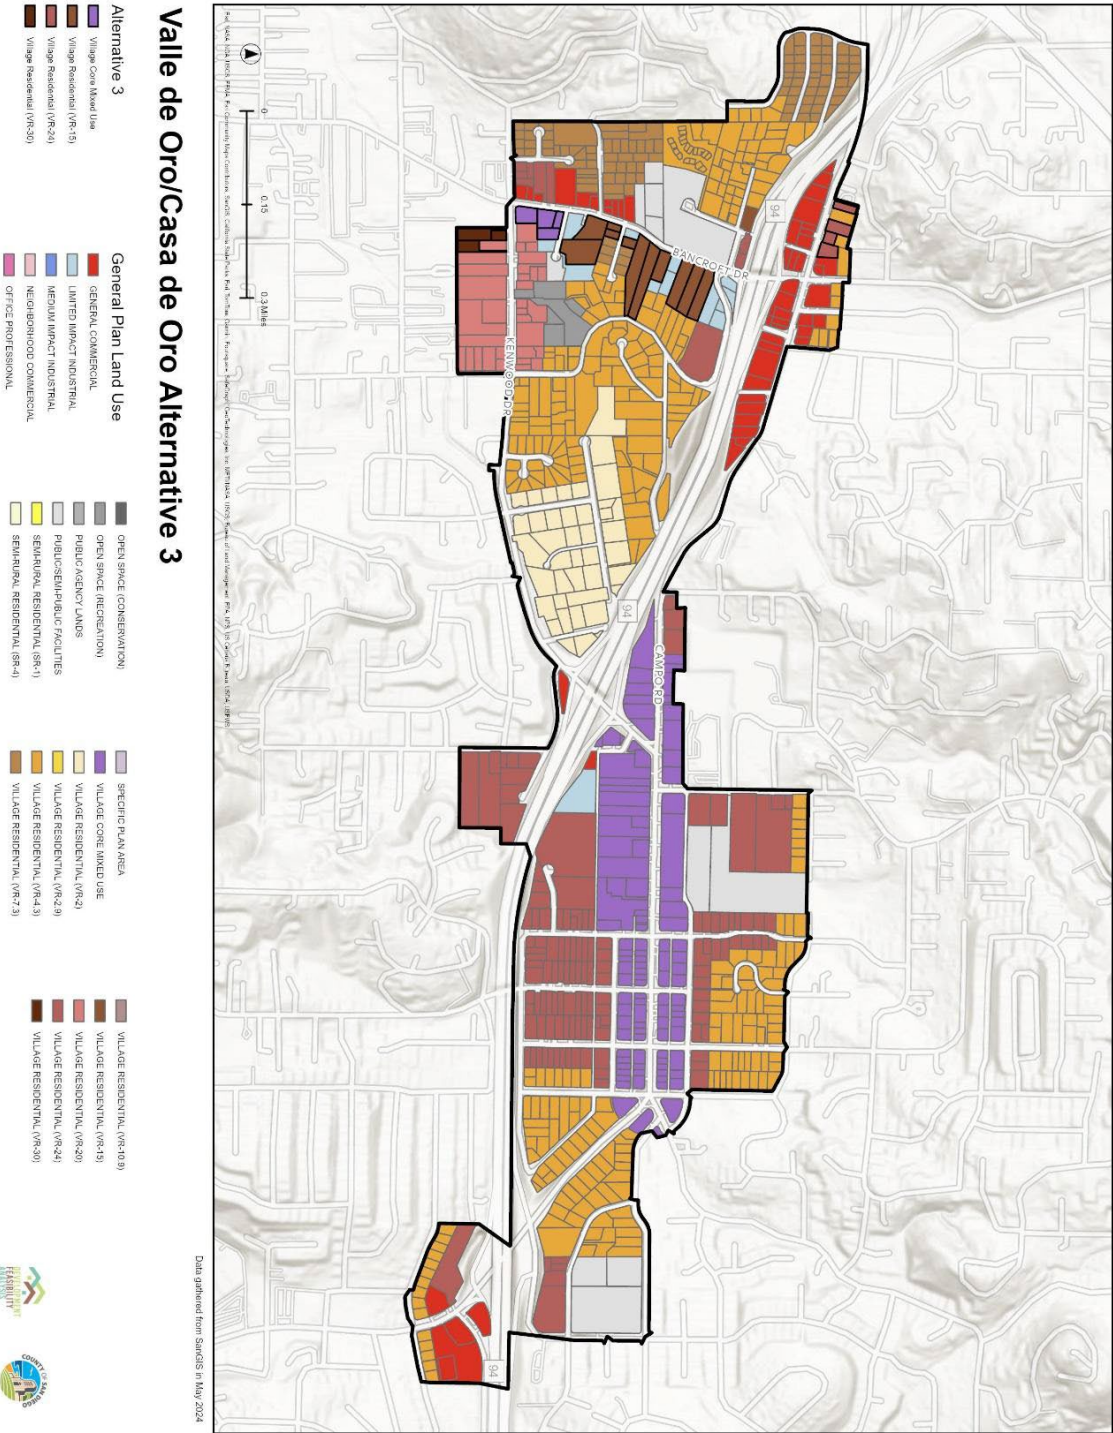 Valle de Oro/Casa de Oro Alternative 3
Data gathered from SanGIS in May 2024
94
BANCROFT DR
KENWOOD DR
94
CAMPO RD
94
0 0.15 0.3 Miles
Alternative 3
Village Core Mixed Use
Village Residential (VR-15)
Village Residential (VR-24)
Village Residential (VR-30)
General Plan Land Use
GENERAL COMMERCIAL
LIMITED IMPACT INDUSTRIAL
MEDIUM IMPACT INDUSTRIAL
NEIGHBORHOOD COMMERCIAL
OFFICE PROFESSIONAL
OPEN SPACE (CONSERVATION)
OPEN SPACE (RECREATION)
PUBLIC AGENCY LANDS
PUBLIC/SEMI-PUBLIC FACILITIES
SEMI-RURAL RESIDENTIAL (SR-1)
SEMI-RURAL RESIDENTIAL (SR-4)
SPECIFIC PLAN AREA
VILLAGE CORE MIXED USE
VILLAGE RESIDENTIAL (VR-2)
VILLAGE RESIDENTIAL (VR-2.9)
VILLAGE RESIDENTIAL (VR-4.3)
VILLAGE RESIDENTIAL (VR-7.3)
VILLAGE RESIDENTIAL (VR-10.9)
VILLAGE RESIDENTIAL (VR-15)
VILLAGE RESIDENTIAL (VR-20)
VILLAGE RESIDENTIAL (VR-24)
VILLAGE RESIDENTIAL (VR-30)
DEVELOPMENT
FEASIBILITY
ANALYSIS
COUNTY OF SAN DIEGO